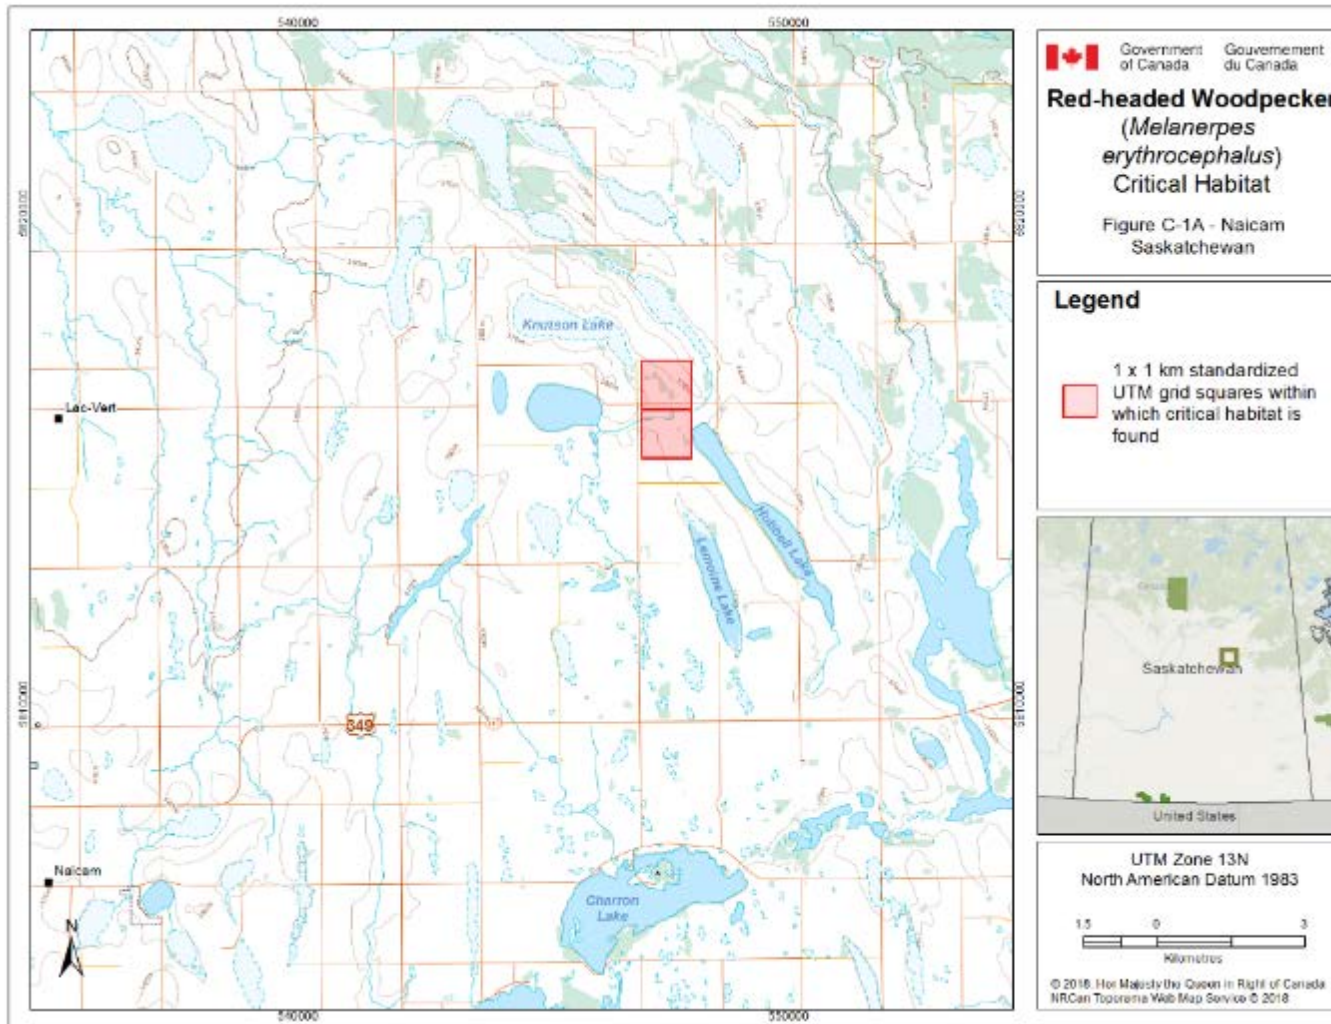 540000
550000
5820000
5820000
Knutson Lake
Lac-Vert
Hubbell Lake
Lemoine Lake
5810000
5810000
349
Naicam
Charron
Lake
N
540000
550000
Government
of Canada
Gouvernement
du Canada
Red-headed Woodpecker
(Melanerpes
erythrocephalus)
Critical Habitat
Figure C-1A - Naicam
Saskatchewan
Legend
1 x 1 km standardized
UTM grid squares within
which critical habitat is
found
Saskatchewan
United States
UTM Zone 13N
North American Datum 1983
1.5 0 3
Kilometres
© 2018. Her Majesty the Queen in Right of Canada
NRCan Toporama Web Map Service © 2018